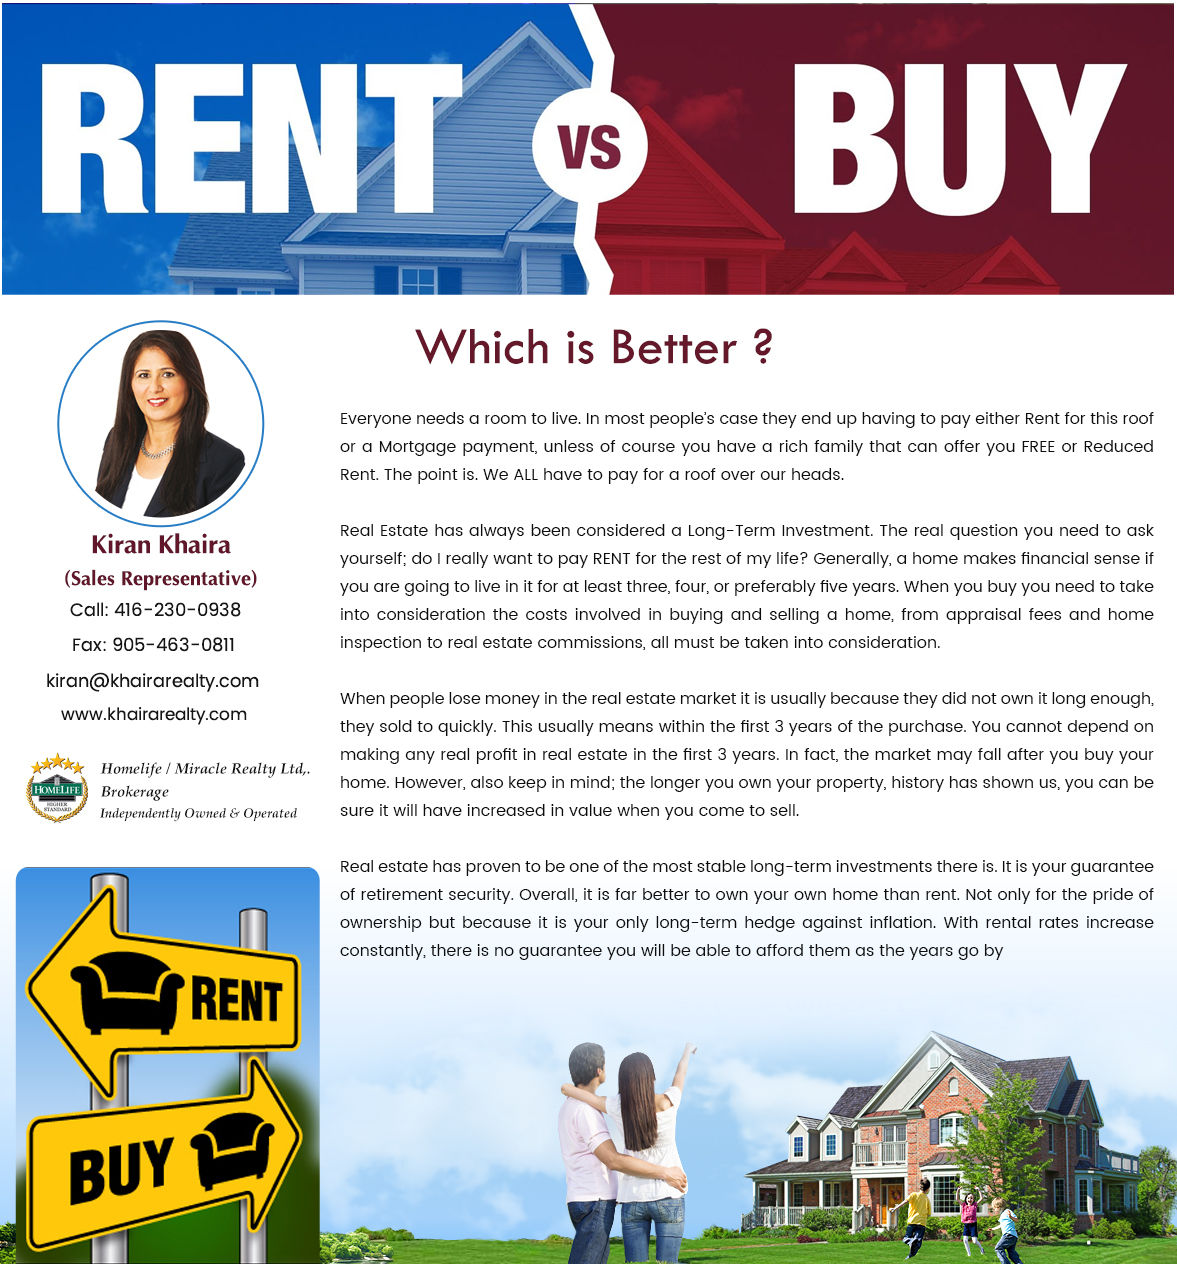 RENT
VS
BUY
Which is Better ?
Kiran Khaira
(Sales Representative)
Call: 416-230-0938
Fax: 905-463-0811
kiran@khairarealty.com
www.khairarealty.com
HOMELIFE
HIGHER
STANDARD
Homelife / Miracle Realty Ltd,.
Brokerage
Independently Owned & Operated
RENT
BUY
Everyone needs a room to live. In most people's case they end up having to pay either Rent for this roof
or a Mortgage payment, unless of course you have a rich family that can offer you FREE or Reduced
Rent. The point is. We ALL have to pay for a roof over our heads.
Real Estate has always been considered a Long-Term Investment. The real question you need to ask
yourself; do I really want to pay RENT for the rest of my life? Generally, a home makes financial sense if
you are going to live in it for at least three, four, or preferably five years. When you buy you need to take
into consideration the costs involved in buying and selling a home, from appraisal fees and home
inspection to real estate commissions, all must be taken into consideration.
When people lose money in the real estate market it is usually because they did not own it long enough,
they sold to quickly. This usually means within the first 3 years of the purchase. You cannot depend on
making any real profit in real estate in the first 3 years. In fact, the market may fall after you buy your
home. However, also keep in mind; the longer you own your property, history has shown us, you can be
sure it will have increased in value when you come to sell.
Real estate has proven to be one of the most stable long-term investments there is. It is your guarantee
of retirement security. Overall, it is far better to own your own home than rent. Not only for the pride of
ownership but because it is your only long-term hedge against inflation. With rental rates increase
constantly, there is no guarantee you will be able to afford them as the years go by